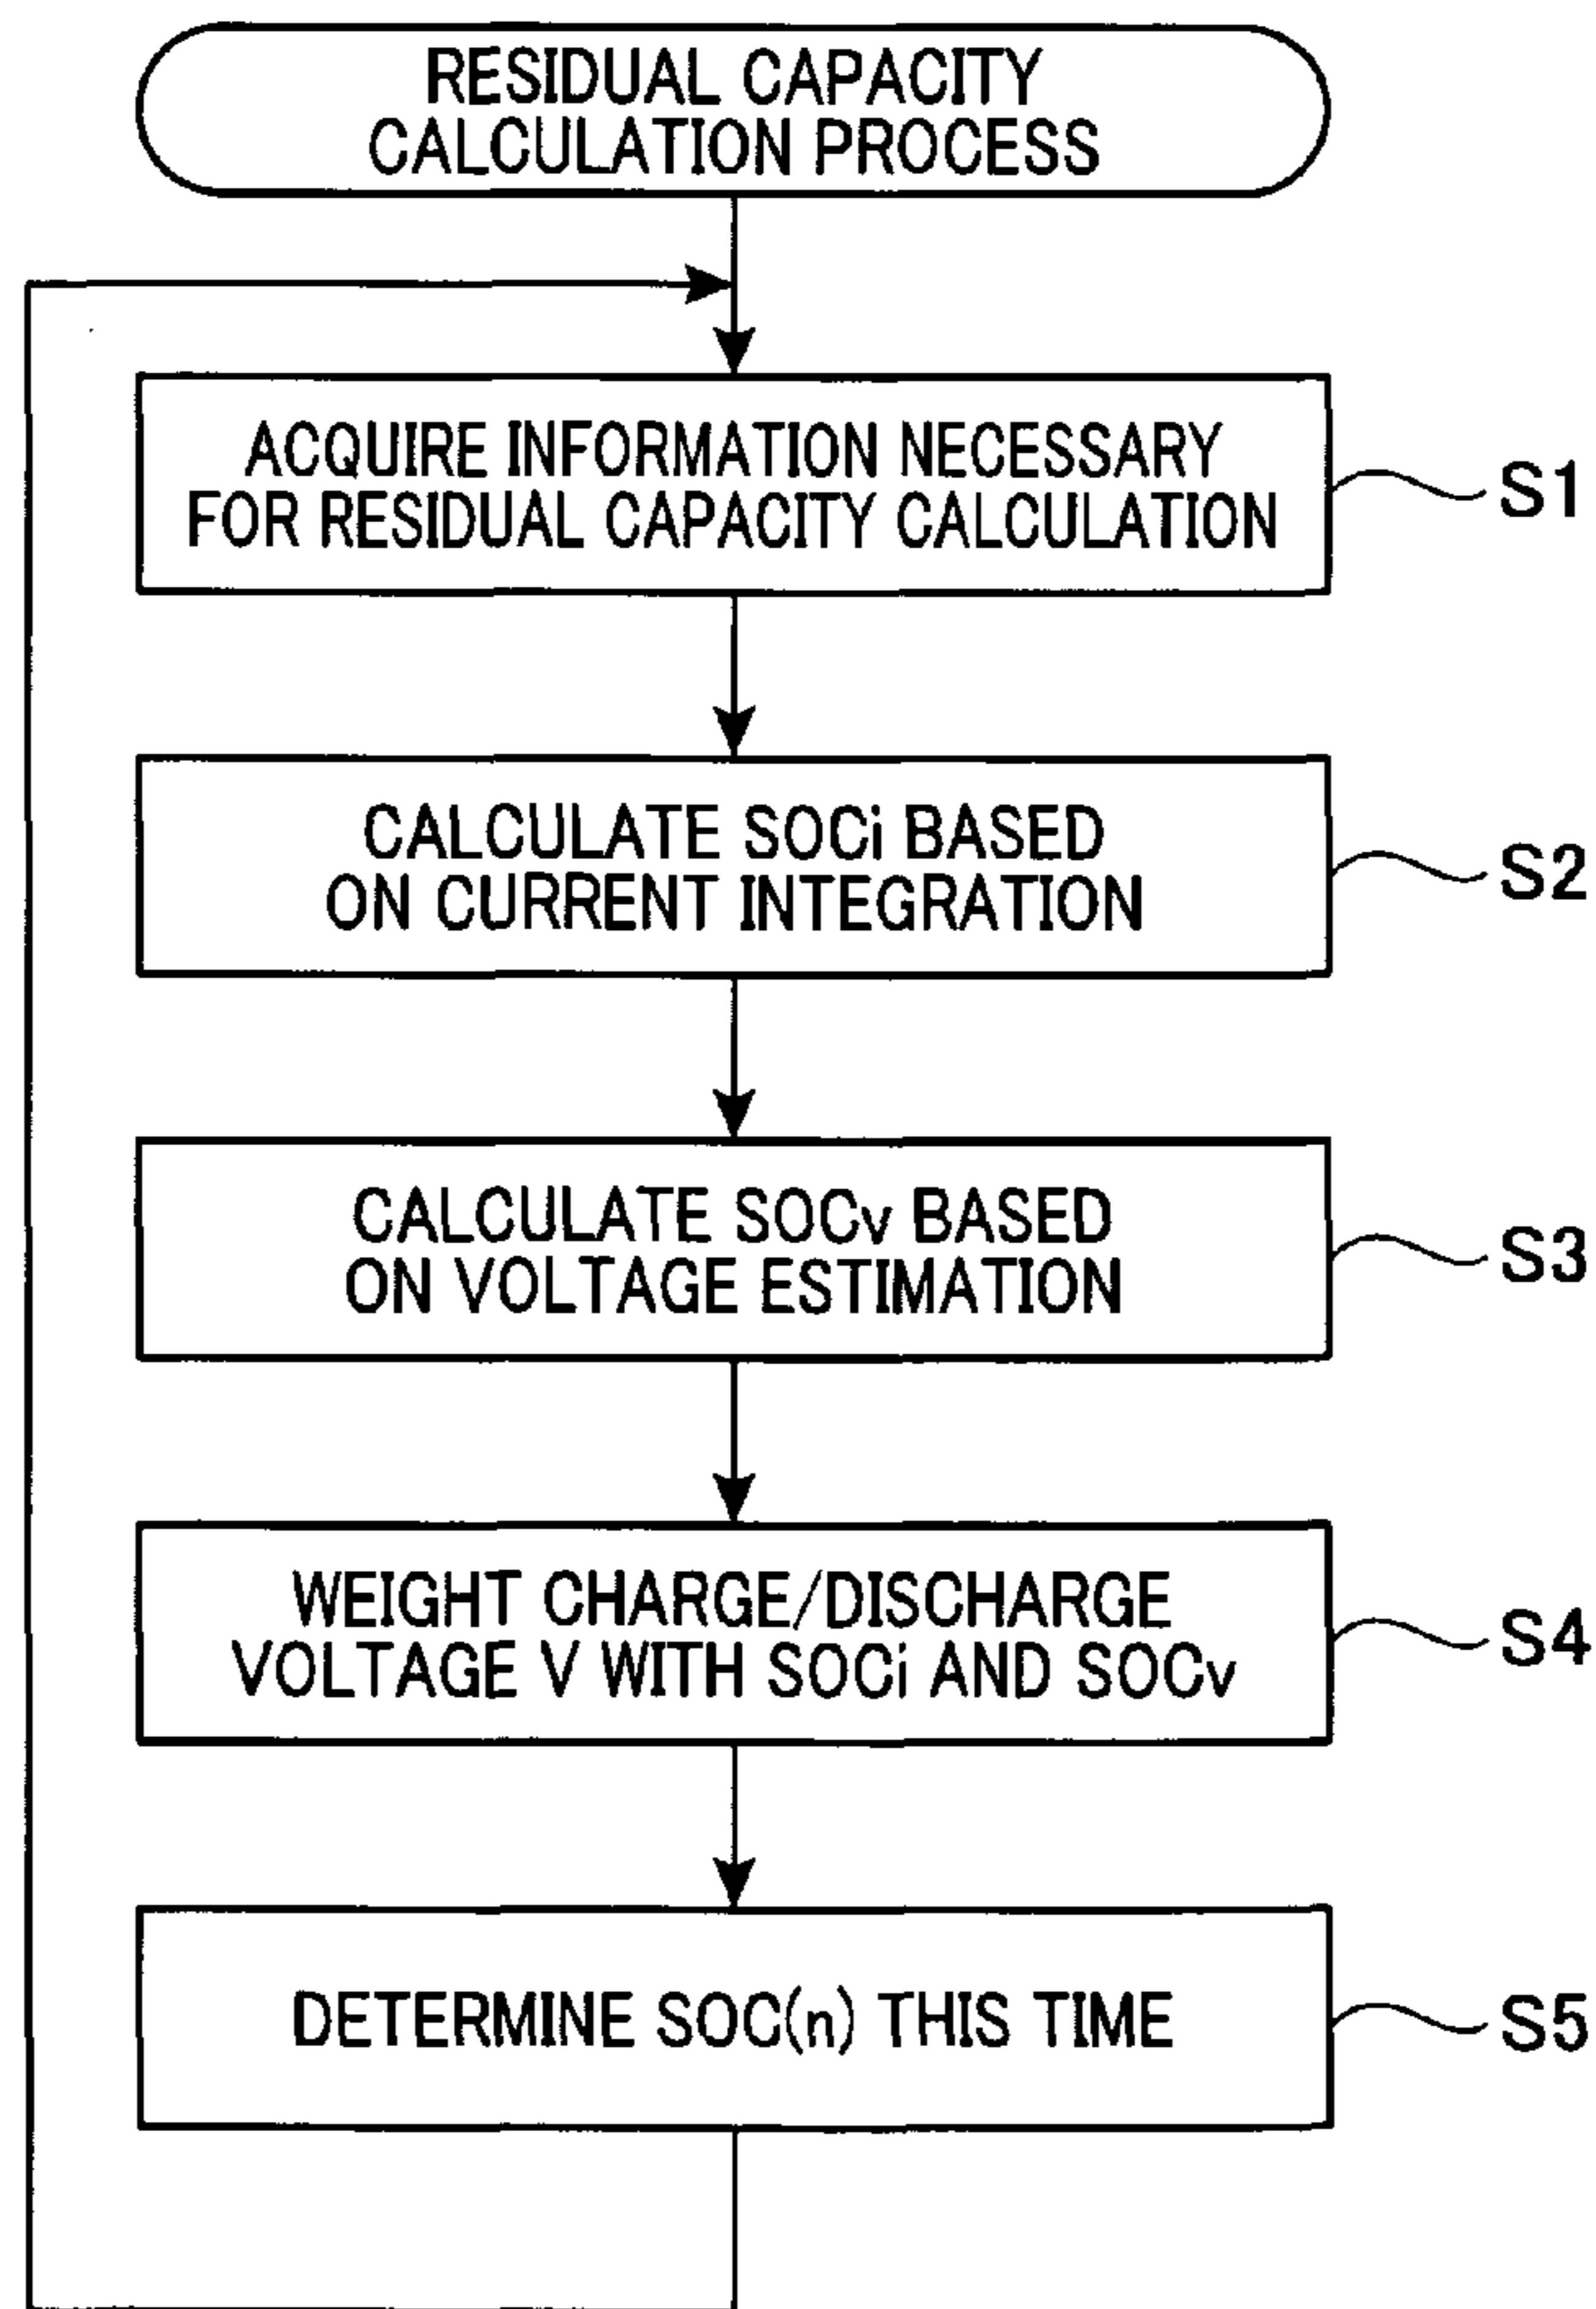 RESIDUAL CAPACITY
CALCULATION PROCESS
ACQUIRE INFORMATION NECESSARY
FOR RESIDUAL CAPACITY CALCULATION
S1
CALCULATE SOCi BASED
ON CURRENT INTEGRATION
S2
CALCULATE SOCv BASED
ON VOLTAGE ESTIMATION
S3
WEIGHT CHARGE/DISCHARGE
VOLTAGE V WITH SOCi AND SOCv
S4
DETERMINE SOC(n) THIS TIME
S5